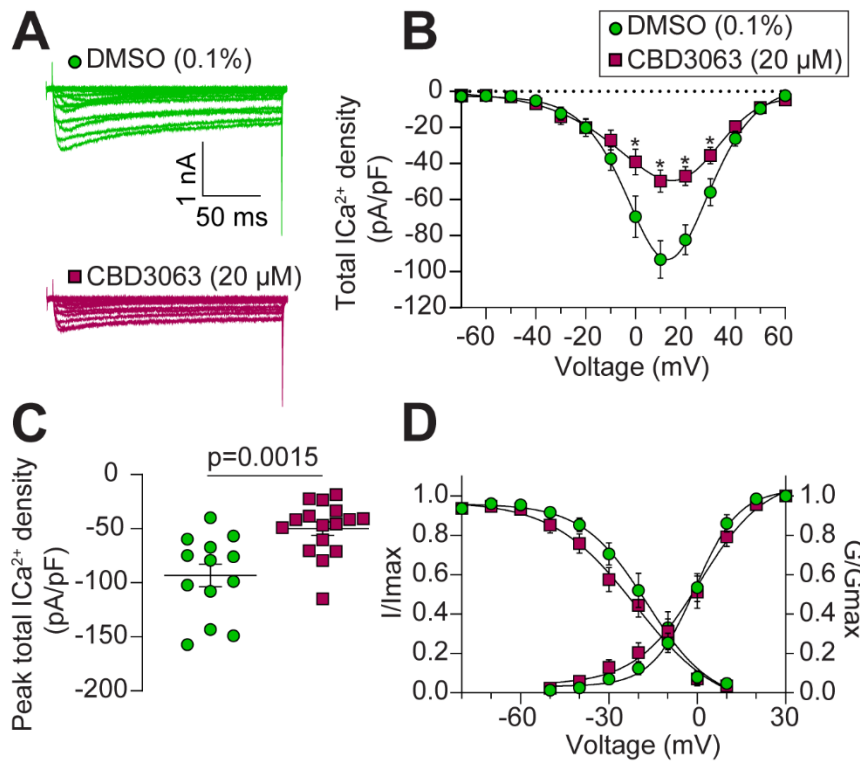 A
DMSO (0.1%)
1 nA
50 ms
CBD3063 (20 µM)
B
DMSO (0.1%)
CBD3063 (20 µM)
Total ICa²⁺ density
(pA/pF)
0
-20
-40
-60
-80
-100
-120
* * * *
-60 -40 -20 0 20 40 60
Voltage (mV)
C
p=0.0015
Peak total ICa²⁺ density
(pA/pF)
0
-50
-100
-150
-200
D
I/Imax
1.0
0.8
0.6
0.4
0.2
0.0
G/Gmax
1.0
0.8
0.6
0.4
0.2
0.0
-60 -30 0 30
Voltage (mV)